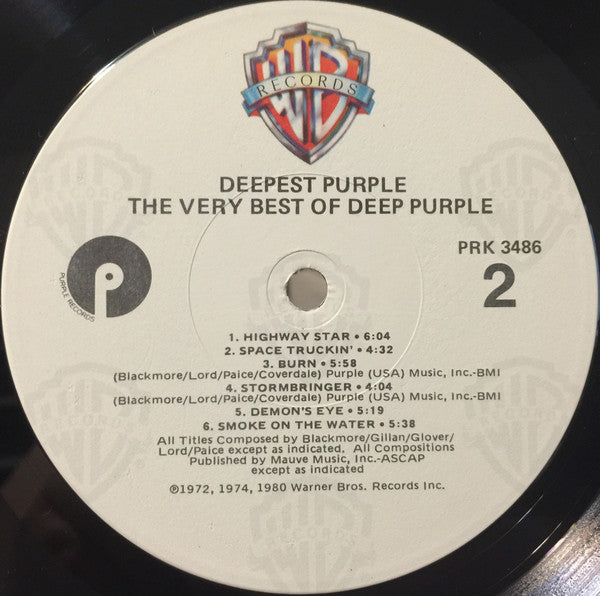 WB
RECORDS
DEEPEST PURPLE
THE VERY BEST OF DEEP PURPLE
PURPLE RECORDS
PRK 3486
2
1. HIGHWAY STAR • 6:04
2. SPACE TRUCKIN' • 4:32
3. BURN • 5:58
(Blackmore/Lord/Paice/Coverdale) Purple (USA) Music, Inc.-BMI
4. STORMBRINGER • 4:04
(Blackmore/Lord/Paice/Coverdale) Purple (USA) Music, Inc.-BMI
5. DEMON'S EYE • 5:19
6. SMOKE ON THE WATER • 5:38
All Titles Composed by Blackmore/Gillan/Glover/
Lord/Paice except as indicated. All Compositions
Published by Mauve Music, Inc.-ASCAP
except as indicated
℗1972, 1974, 1980 Warner Bros. Records Inc.